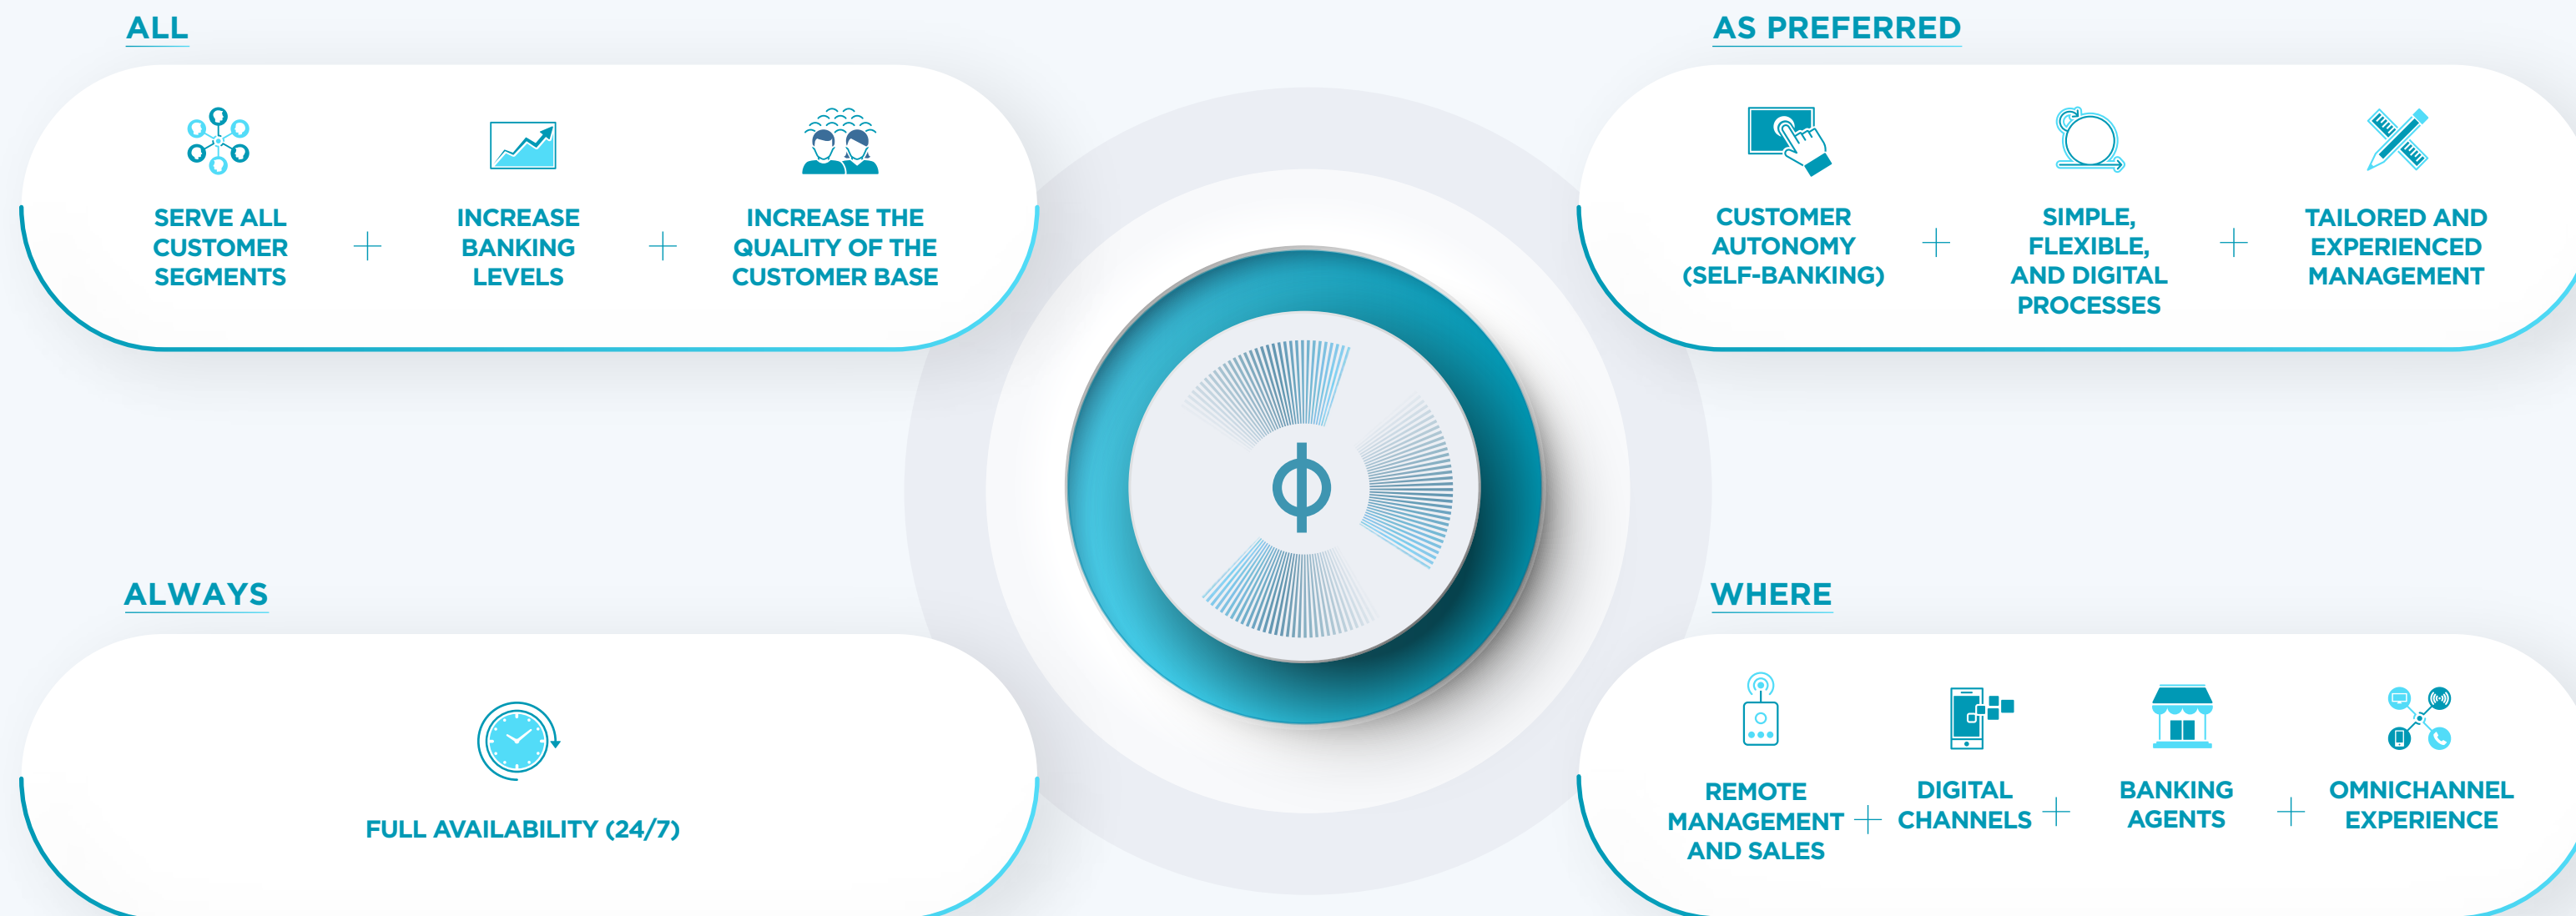 ALL
SERVE ALL
CUSTOMER
SEGMENTS
+
INCREASE
BANKING
LEVELS
+
INCREASE THE
QUALITY OF THE
CUSTOMER BASE
AS PREFERRED
CUSTOMER
AUTONOMY
(SELF-BANKING)
+
SIMPLE,
FLEXIBLE,
AND DIGITAL
PROCESSES
+
TAILORED AND
EXPERIENCED
MANAGEMENT
ALWAYS
FULL AVAILABILITY (24/7)
WHERE
REMOTE
MANAGEMENT
AND SALES
+
DIGITAL
CHANNELS
+
BANKING
AGENTS
+
OMNICHANNEL
EXPERIENCE